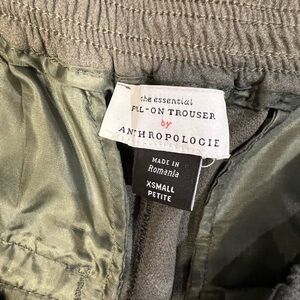 the essential
PULL-ON TROUSER
by
ANTHROPOLOGIE
MADE IN
Romania
XSMALL
PETITE